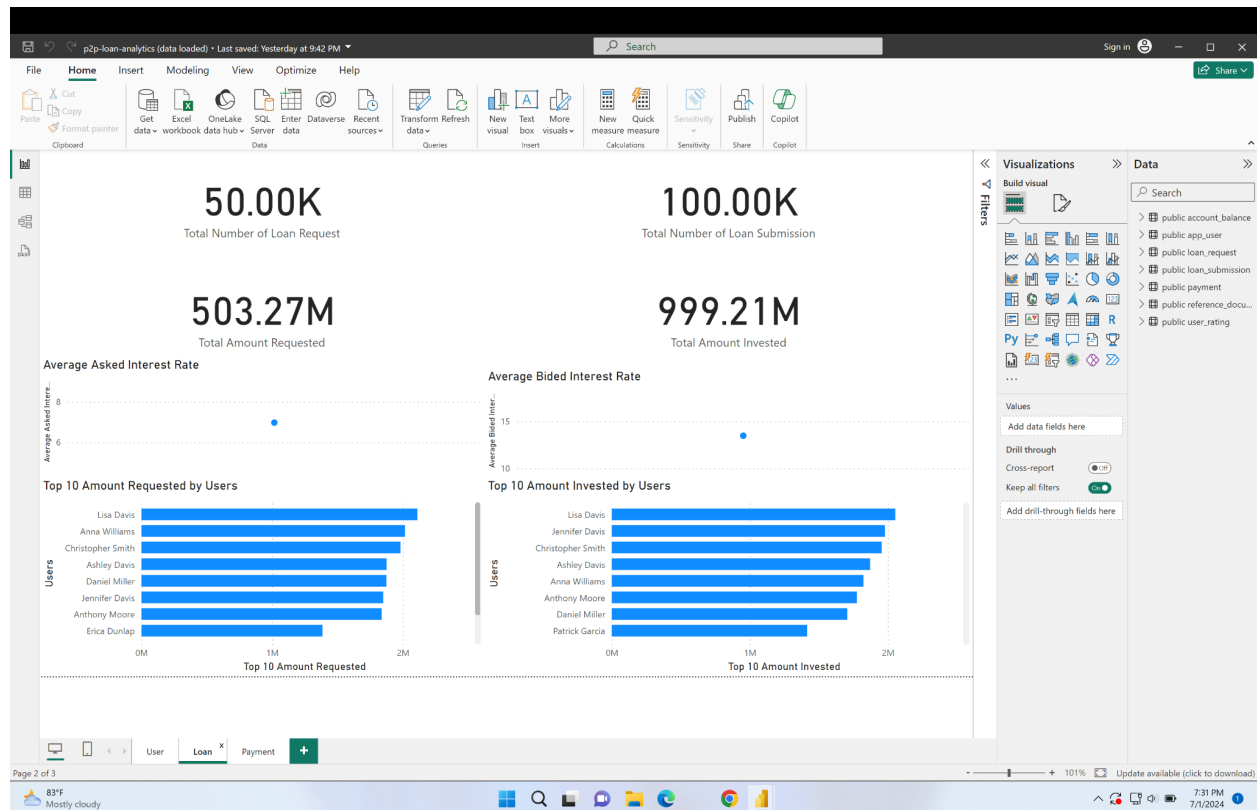 p2p-loan-analytics (data loaded) • Last saved: Yesterday at 9:42 PM
Search
Sign in
File Home Insert Modeling View Optimize Help
Share
Paste
Cut
Copy
Format painter
Clipboard
Get data
Excel workbook
OneLake data hub
SQL Server
Enter data
Dataverse
Recent sources
Data
Transform data
Refresh
Queries
New visual
Text box
More visuals
Insert
New measure
Quick measure
Calculations
Sensitivity
Sensitivity
Publish
Share
Copilot
Copilot
50.00K
Total Number of Loan Request
100.00K
Total Number of Loan Submission
503.27M
Total Amount Requested
999.21M
Total Amount Invested
Average Asked Interest Rate
Average Asked Intere...
8
6
Average Bided Interest Rate
Average Bided Inter...
15
10
Top 10 Amount Requested by Users
Users
Lisa Davis
Anna Williams
Christopher Smith
Ashley Davis
Daniel Miller
Jennifer Davis
Anthony Moore
Erica Dunlap
0M 1M 2M
Top 10 Amount Requested
Top 10 Amount Invested by Users
Users
Lisa Davis
Jennifer Davis
Christopher Smith
Ashley Davis
Anna Williams
Anthony Moore
Daniel Miller
Patrick Garcia
0M 1M 2M
Top 10 Amount Invested
Filters
Visualizations
Build visual
123
R
Py
...
Values
Add data fields here
Drill through
Cross-report
Off
Keep all filters
On
Add drill-through fields here
Data
Search
public account_balance
public app_user
public loan_request
public loan_submission
public payment
public reference_docu...
public user_rating
User
Loan
Payment
Page 2 of 3
- + 101%
Update available (click to download)
83°F
Mostly cloudy
7:31 PM
7/1/2024
1